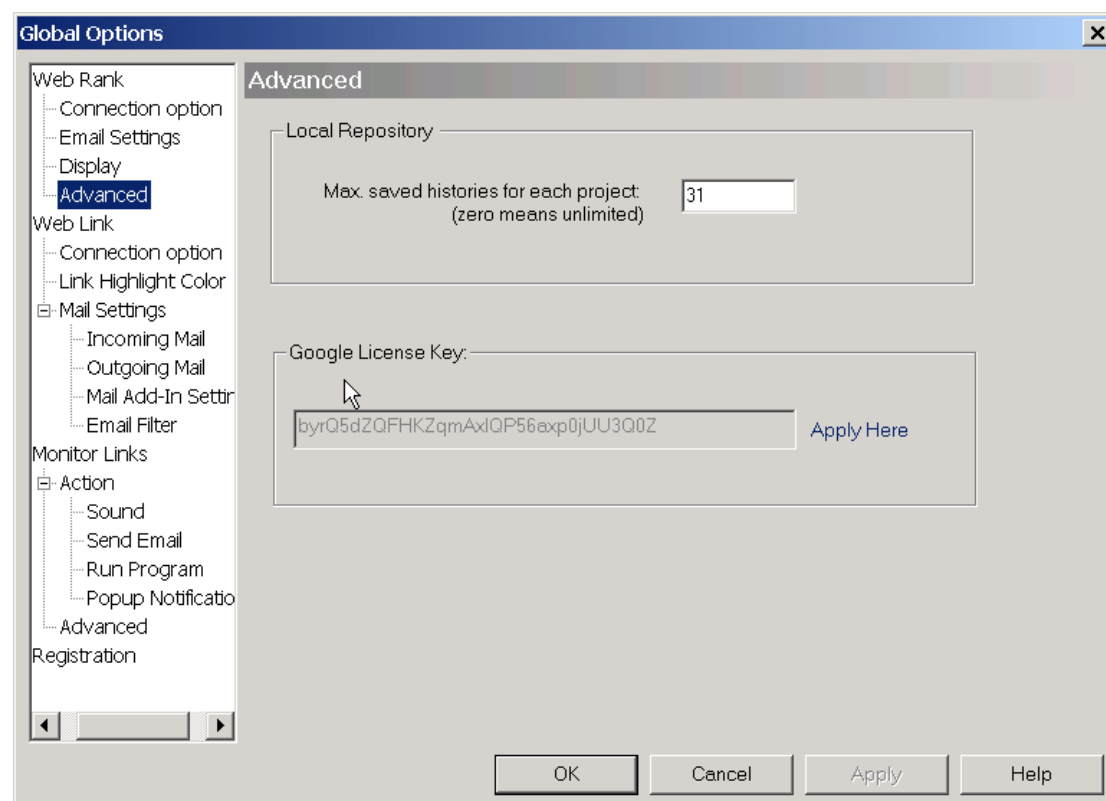 Global Options
Web Rank
Connection option
Email Settings
Display
Advanced
Web Link
Connection option
Link Highlight Color
Mail Settings
Incoming Mail
Outgoing Mail
Mail Add-In Settir
Email Filter
Monitor Links
Action
Sound
Send Email
Run Program
Popup Notificatio
Advanced
Registration
Advanced
Local Repository
Max. saved histories for each project:
(zero means unlimited)
31
Google License Key:
byrQ5dZQFHKZqmAxlQP56axp0jUU3Q0Z
Apply Here
OK
Cancel
Apply
Help